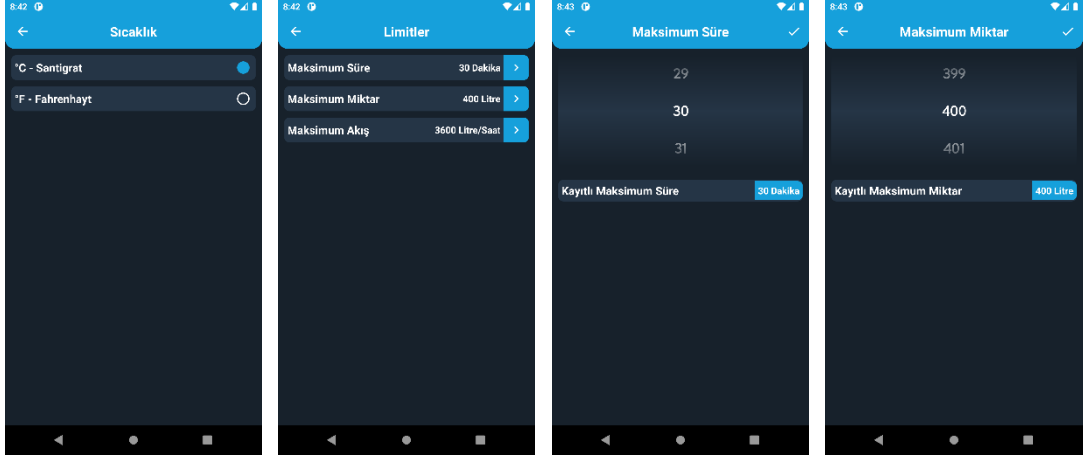 8:42
Sıcaklık
°C - Santigrat
°F - Fahrenhayt
8:42
Limitler
Maksimum Süre 30 Dakika
Maksimum Miktar 400 Litre
Maksimum Akış 3600 Litre/Saat
8:43
Maksimum Süre
29
30
31
Kayıtlı Maksimum Süre 30 Dakika
8:43
Maksimum Miktar
399
400
401
Kayıtlı Maksimum Miktar 400 Litre